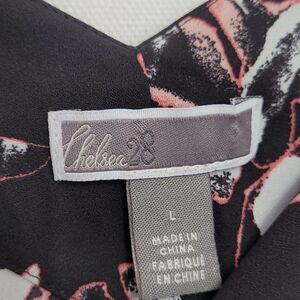 Chelsea28
L
MADE IN
CHINA
FABRIQUÉ
EN CHINE